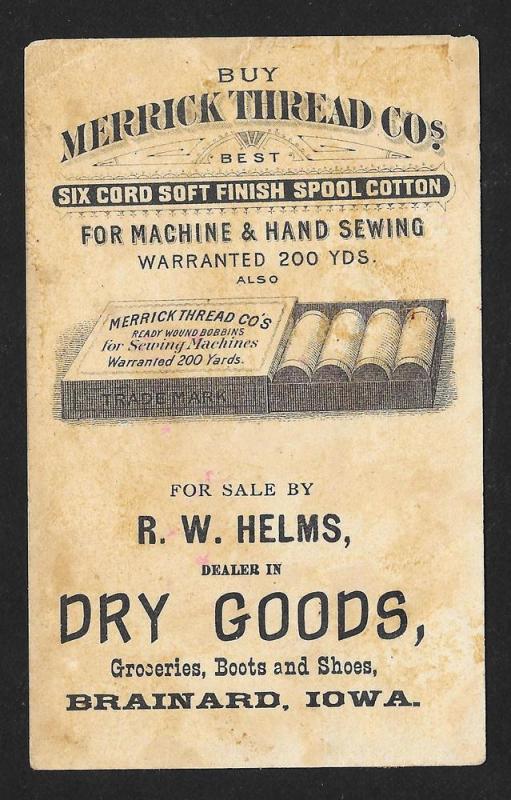 BUY
MERRICK THREAD COS.
BEST
SIX CORD SOFT FINISH SPOOL COTTON
FOR MACHINE & HAND SEWING
WARRANTED 200 YDS.
ALSO
MERRICK THREAD CO'S
READY WOUND BOBBINS
for Sewing Machines
Warranted 200 Yards.
TRADE MARK
FOR SALE BY
R. W. HELMS,
DEALER IN
DRY GOODS,
Groceries, Boots and Shoes,
BRAINARD, IOWA.